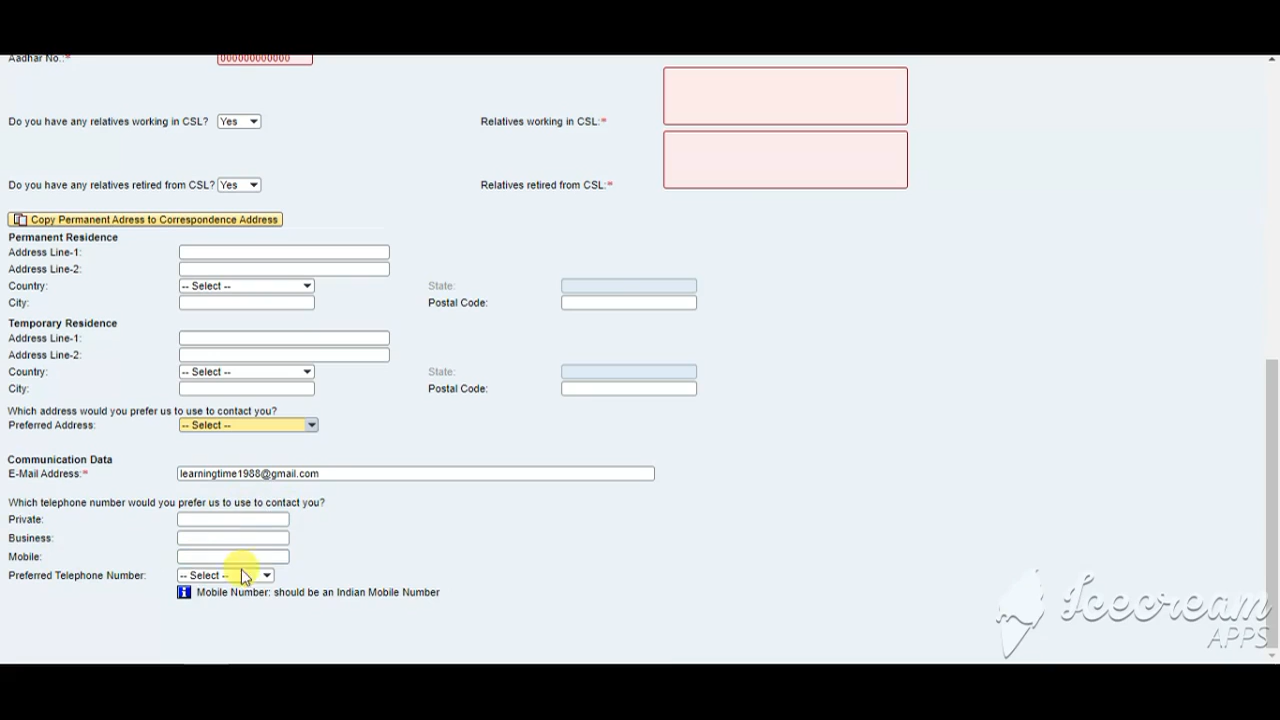 Aadhar No.:* 000000000000
Do you have any relatives working in CSL? Yes Relatives working in CSL:*
Do you have any relatives retired from CSL? Yes Relatives retired from CSL:*
Copy Permanent Adress to Correspondence Address
Permanent Residence
Address Line-1:
Address Line-2:
Country: -- Select -- State:
City: Postal Code:
Temporary Residence
Address Line-1:
Address Line-2:
Country: -- Select -- State:
City: Postal Code:
Which address would you prefer us to use to contact you?
Preferred Address: -- Select --
Communication Data
E-Mail Address:* learningtime1988@gmail.com
Which telephone number would you prefer us to use to contact you?
Private:
Business:
Mobile:
Preferred Telephone Number: -- Select --
Mobile Number: should be an Indian Mobile Number
Icecream
APPS